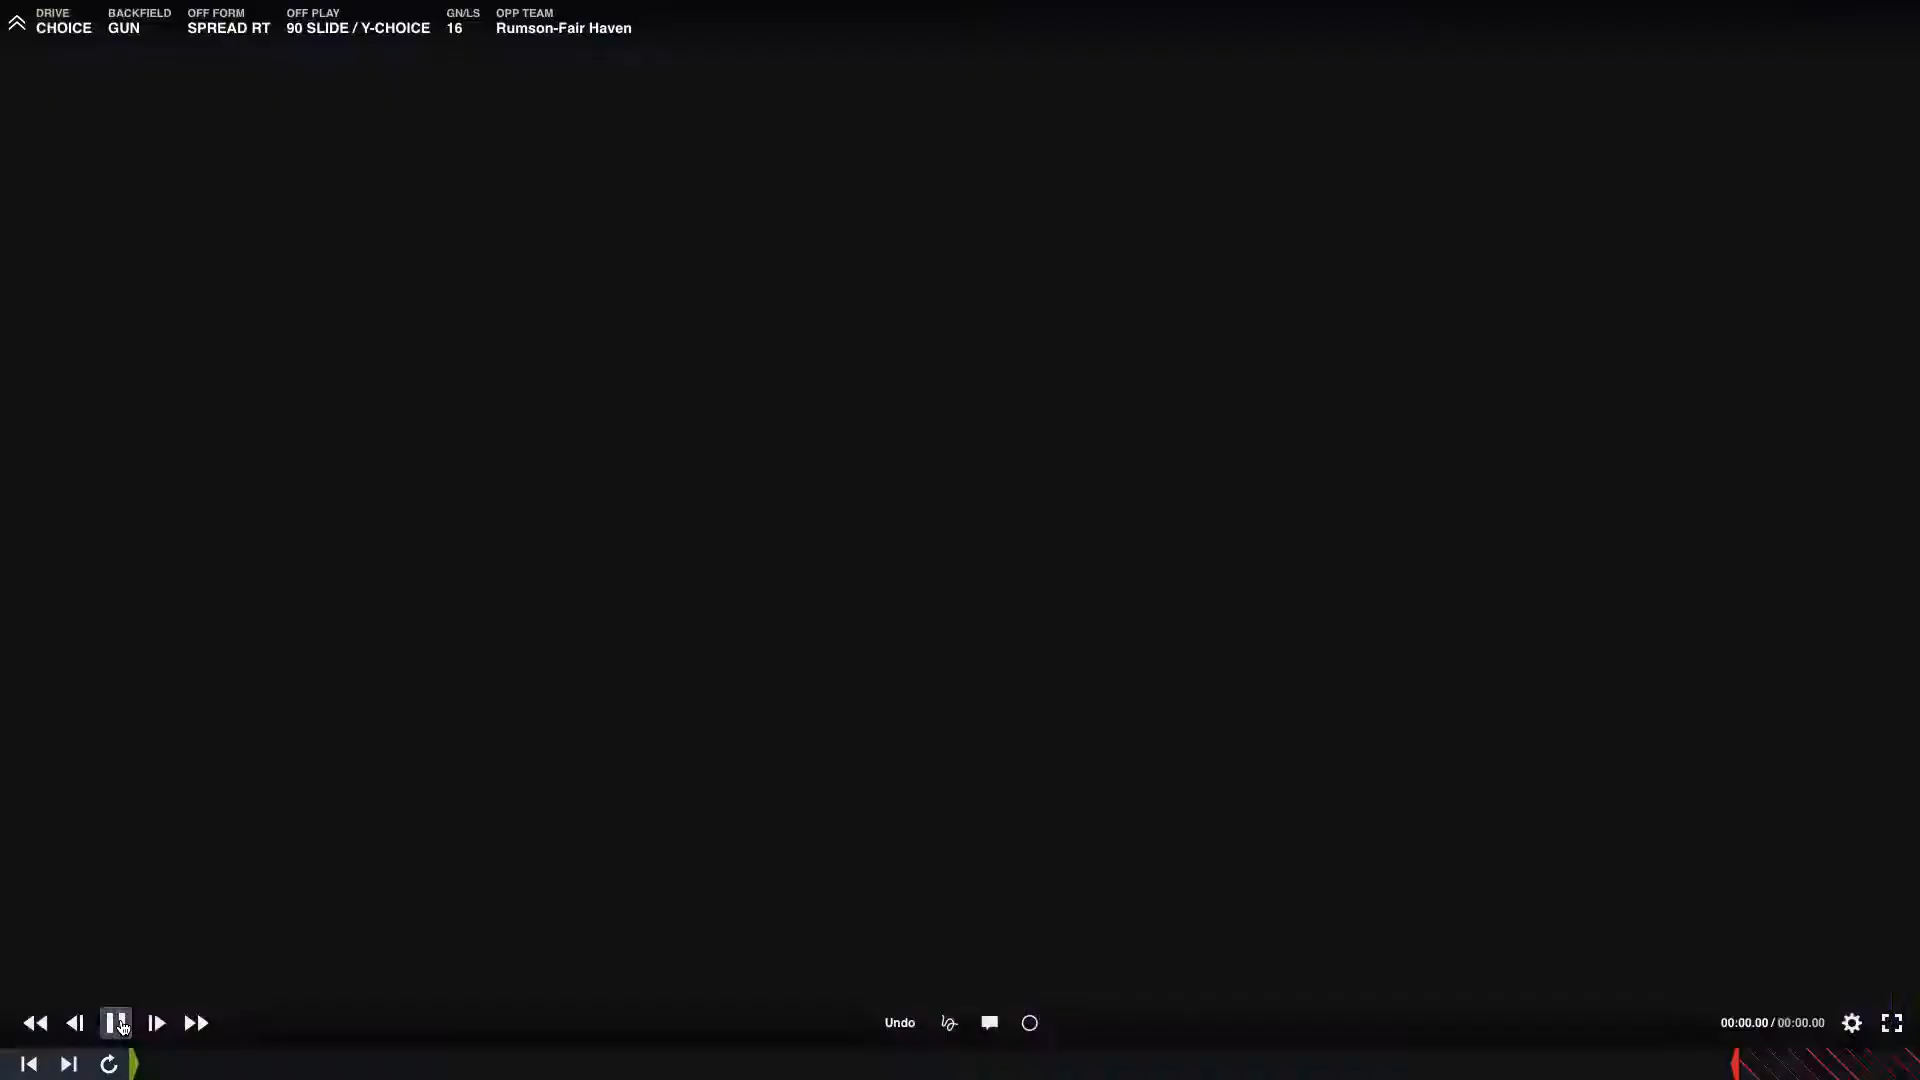 DRIVE BACKFIELD OFF FORM OFF PLAY GN/LS OPP TEAM
CHOICE GUN SPREAD RT 90 SLIDE / Y-CHOICE 16 Rumson-Fair Haven
Undo 00:00.00 / 00:00.00